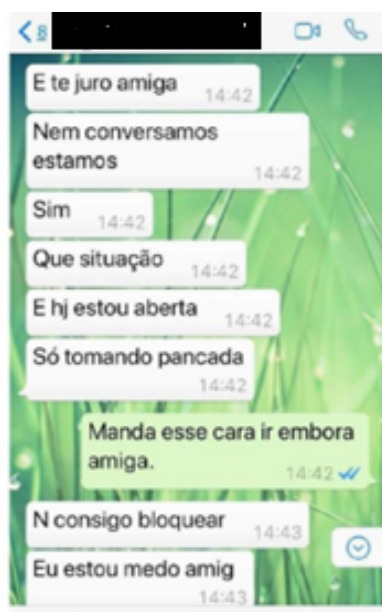 8
E te juro amiga
14:42
Nem conversamos
estamos
14:42
Sim
14:42
Que situação
14:42
E hj estou aberta
14:42
Só tomando pancada
14:42
Manda esse cara ir embora
amiga.
14:42
N consigo bloquear
14:43
Eu estou medo amig
14:43